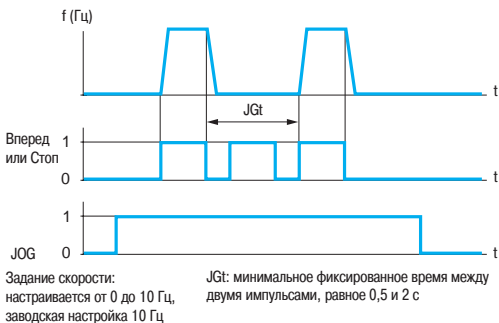 f (Гц)
t
JGt
Вперед
или Стоп
1
0
t
1
JOG
0
t
Задание скорости:
настраивается от 0 до 10 Гц,
заводская настройка 10 Гц
JGt: минимальное фиксированное время между
двумя импульсами, равное 0,5 и 2 с